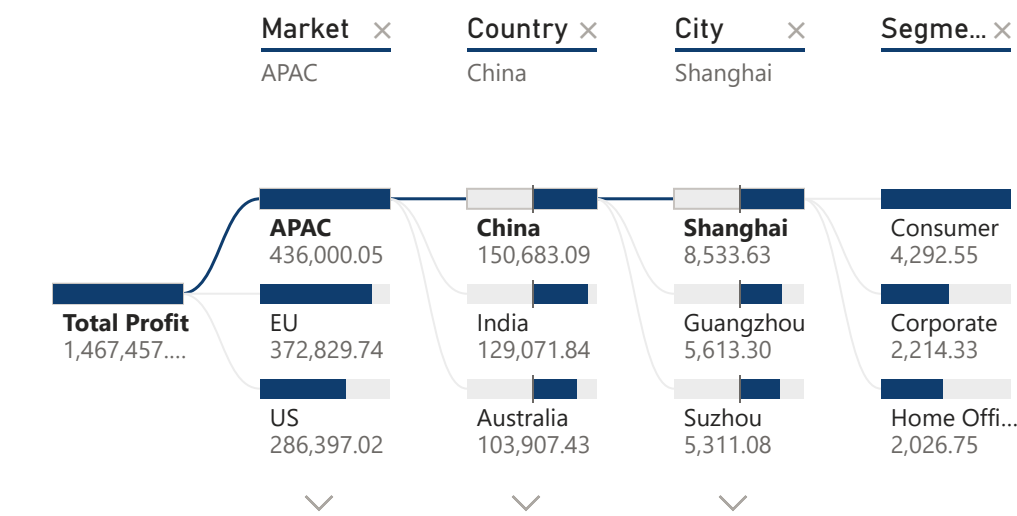 Market ×
Country ×
City ×
Segme... ×
APAC
China
Shanghai
Total Profit
1,467,457....
APAC
436,000.05
EU
372,829.74
US
286,397.02
China
150,683.09
India
129,071.84
Australia
103,907.43
Shanghai
8,533.63
Guangzhou
5,613.30
Suzhou
5,311.08
Consumer
4,292.55
Corporate
2,214.33
Home Offi...
2,026.75